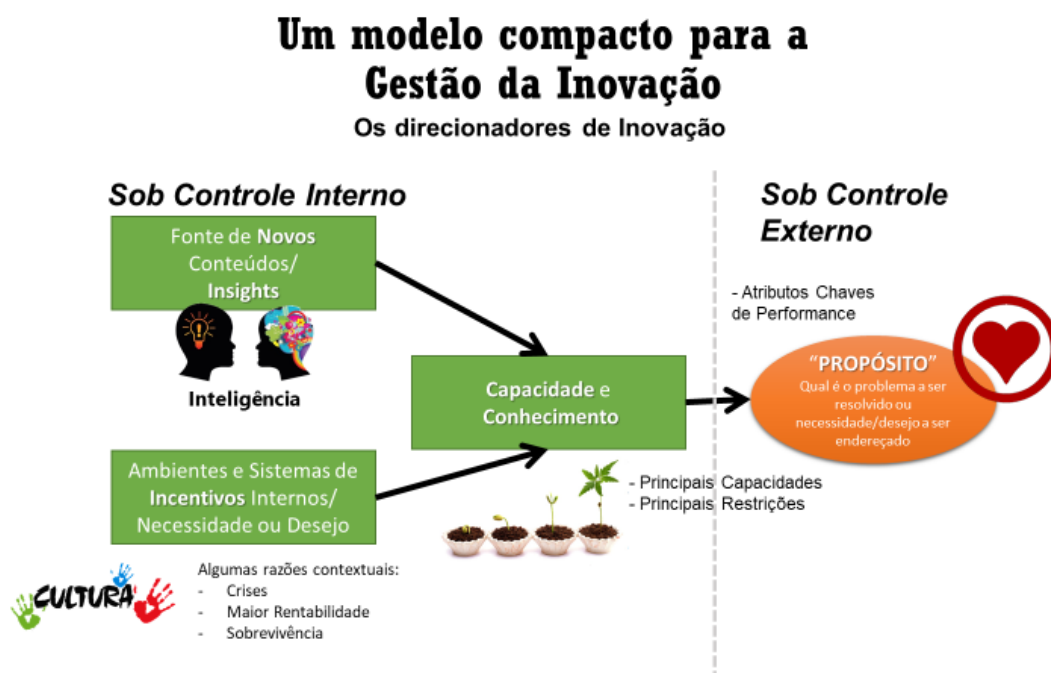 Um modelo compacto para a
Gestão da Inovação
Os direcionadores de Inovação
Sob Controle Interno
Sob Controle
Externo
Fonte de Novos
Conteúdos/
Insights
Inteligência
- Atributos Chaves
de Performance
"PROPÓSITO"
Qual é o problema a ser
resolvido ou
necessidade/desejo a ser
endereçado
Capacidade e
Conhecimento
- Principais Capacidades
- Principais Restrições
Ambientes e Sistemas de
Incentivos Internos/
Necessidade ou Desejo
CULTURA
Algumas razões contextuais:
- Crises
- Maior Rentabilidade
- Sobrevivência